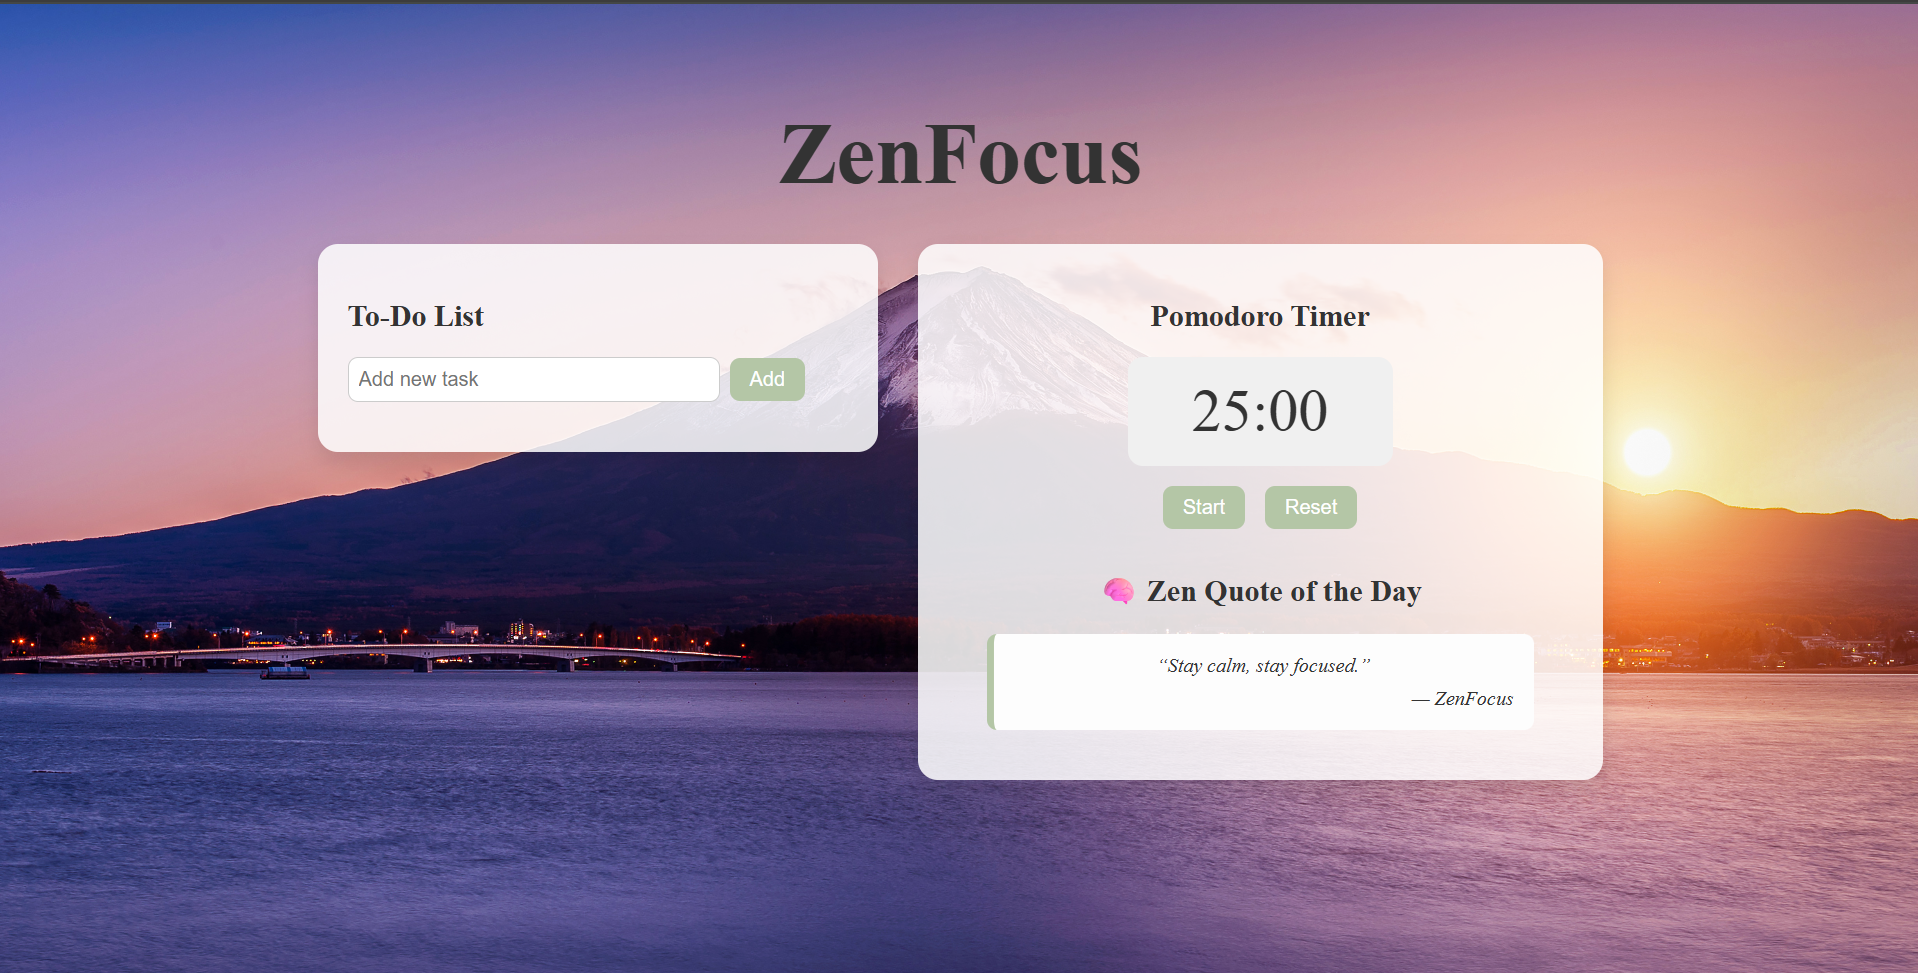 ZenFocus
To-Do List
Add new task
Add
Pomodoro Timer
25:00
Start
Reset
🧠 Zen Quote of the Day
“Stay calm, stay focused.”
— ZenFocus